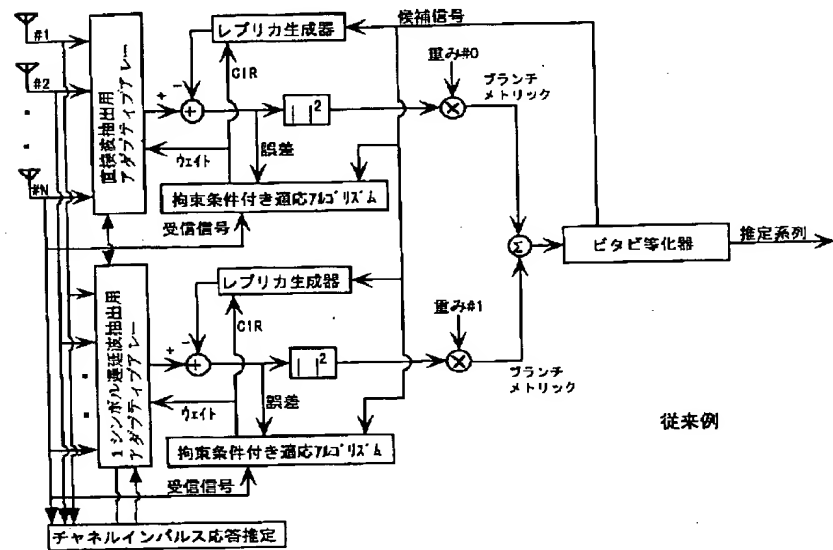 #1
#2
#N
直接波抽出用
アダプティブアレー
レプリカ生成器
候補信号
CIR
−
+
+
| |²
重み#0
×
ブランチ
メトリック
ウェイト
誤差
拘束条件付き適応アルゴリズム
受信信号
Σ
ビタビ等化器
推定系列
1シンボル遅延波抽出用
アダプティブアレー
レプリカ生成器
CIR
−
+
+
| |²
重み#1
×
ブランチ
メトリック
ウェイト
誤差
拘束条件付き適応アルゴリズム
受信信号
従来例
チャネルインパルス応答推定